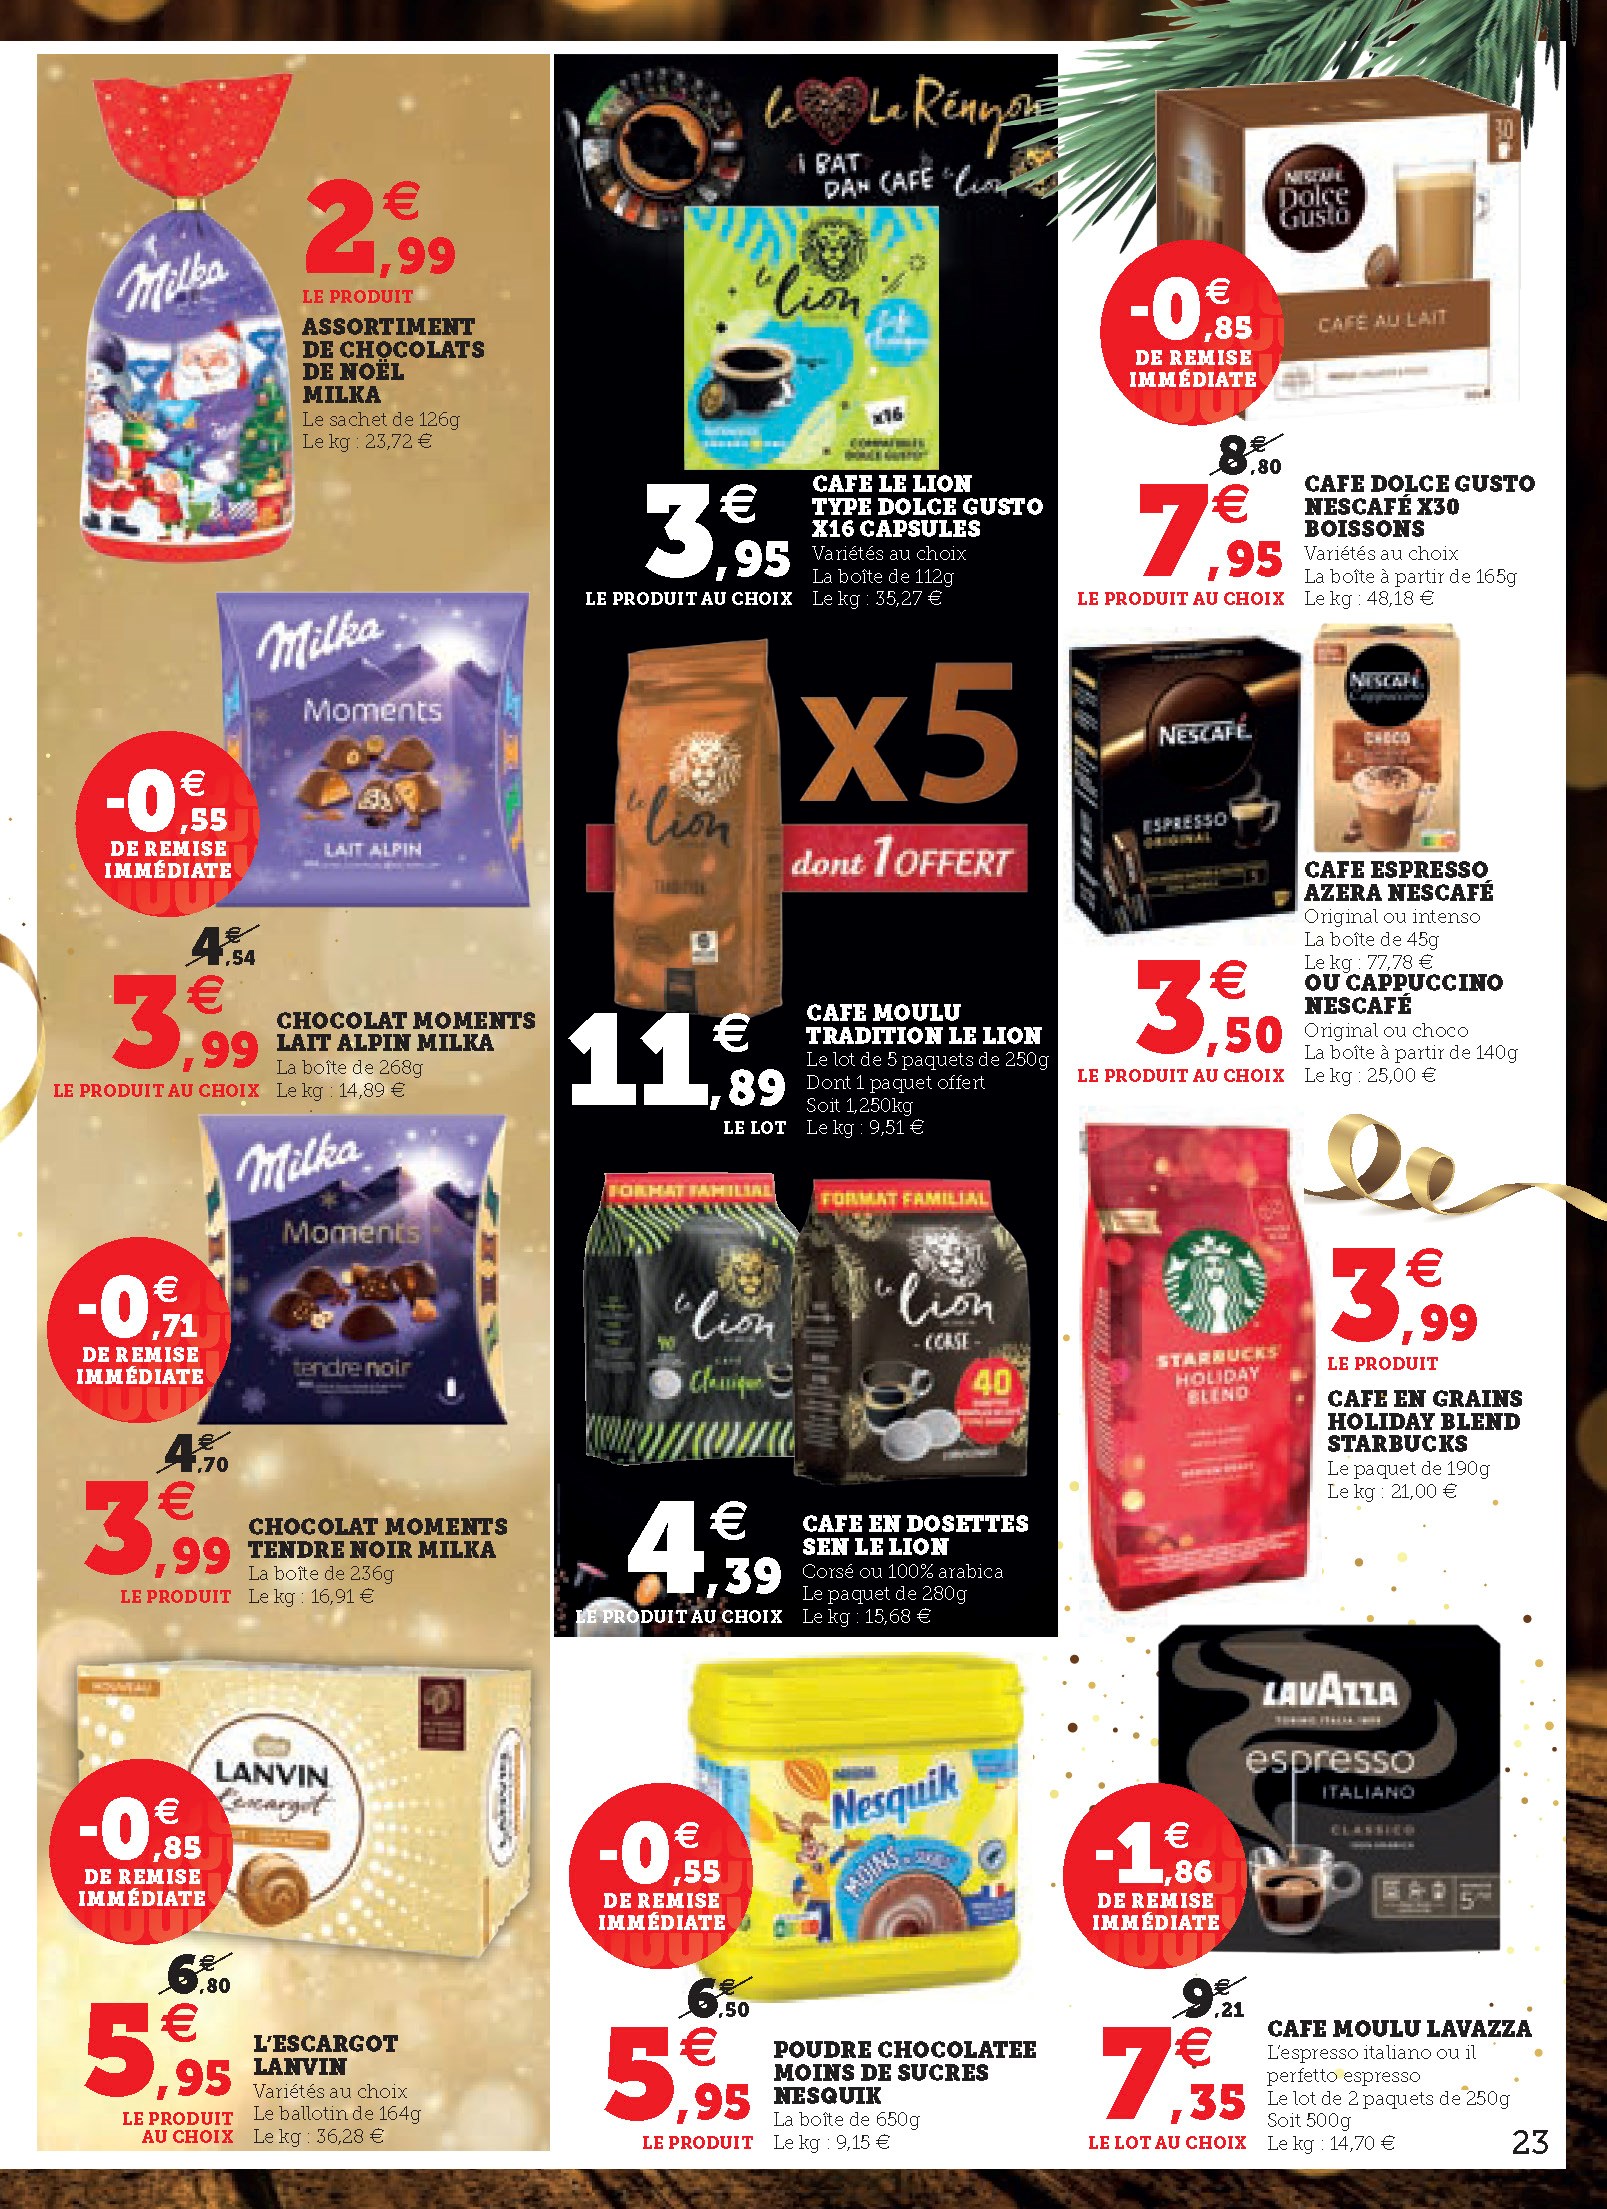 Milka
2€,99
LE PRODUIT
ASSORTIMENT
DE CHOCOLATS
DE NOËL
MILKA
Le sachet de 126g
Le kg : 23,72 €
Milka
Moments
LAIT ALPIN
-0€,55
DE REMISE
IMMÉDIATE
4€,54
3€,99
LE PRODUIT AU CHOIX
CHOCOLAT MOMENTS
LAIT ALPIN MILKA
La boîte de 268g
Le kg : 14,89 €
Milka
Moments
tendre noir
-0€,71
DE REMISE
IMMÉDIATE
4€,70
3€,99
LE PRODUIT
CHOCOLAT MOMENTS
TENDRE NOIR MILKA
La boîte de 236g
Le kg : 16,91 €
NOUVEAU
LANVIN
L'escargot
-0€,85
DE REMISE
IMMÉDIATE
6€,80
5€,95
LE PRODUIT
AU CHOIX
L'ESCARGOT
LANVIN
Variétés au choix
Le ballotin de 164g
Le kg : 36,28 €
le La Rényon
i BAT
DAN CAFÉ "Lion
le lion
x16
COMPATIBLES
DOLCE GUSTO
3€,95
LE PRODUIT AU CHOIX
CAFE LE LION
TYPE DOLCE GUSTO
X16 CAPSULES
Variétés au choix
La boîte de 112g
Le kg : 35,27 €
le lion
TRADITION
x5
dont 1 OFFERT
11€,89
LE LOT
CAFE MOULU
TRADITION LE LION
Le lot de 5 paquets de 250g
Dont 1 paquet offert
Soit 1,250kg
Le kg : 9,51 €
FORMAT FAMILIAL
le lion
Classique
FORMAT FAMILIAL
le lion
- CORSÉ -
40
4€,39
LE PRODUIT AU CHOIX
CAFE EN DOSETTES
SEN LE LION
Corsé ou 100% arabica
Le paquet de 280g
Le kg : 15,68 €
Nestlé
Nesquik
MOINS DE SUCRES
-0€,55
DE REMISE
IMMÉDIATE
6€,50
5€,95
LE PRODUIT
POUDRE CHOCOLATEE
MOINS DE SUCRES
NESQUIK
La boîte de 650g
Le kg : 9,15 €
30
NESCAFÉ
Dolce
Gusto
CAFÉ AU LAIT
-0€,85
DE REMISE
IMMÉDIATE
8€,80
7€,95
LE PRODUIT AU CHOIX
CAFE DOLCE GUSTO
NESCAFÉ X30
BOISSONS
Variétés au choix
La boîte à partir de 165g
Le kg : 48,18 €
NESCAFÉ
ESPRESSO
ORIGINAL
NESCAFÉ
Cappuccino
CHOCO
3€,50
LE PRODUIT AU CHOIX
CAFE ESPRESSO
AZERA NESCAFÉ
Original ou intenso
La boîte de 45g
Le kg : 77,78 €
OU CAPPUCCINO
NESCAFÉ
Original ou choco
La boîte à partir de 140g
Le kg : 25,00 €
STARBUCKS
HOLIDAY
BLEND
3€,99
LE PRODUIT
CAFE EN GRAINS
HOLIDAY BLEND
STARBUCKS
Le paquet de 190g
Le kg : 21,00 €
LAVAZZA
TORINO, ITALIA, 1895
espresso
ITALIANO
CLASSICO
-1€,86
DE REMISE
IMMÉDIATE
9€,21
7€,35
LE LOT AU CHOIX
CAFE MOULU LAVAZZA
L'espresso italiano ou il
perfetto espresso
Le lot de 2 paquets de 250g
Soit 500g
Le kg : 14,70 €
23